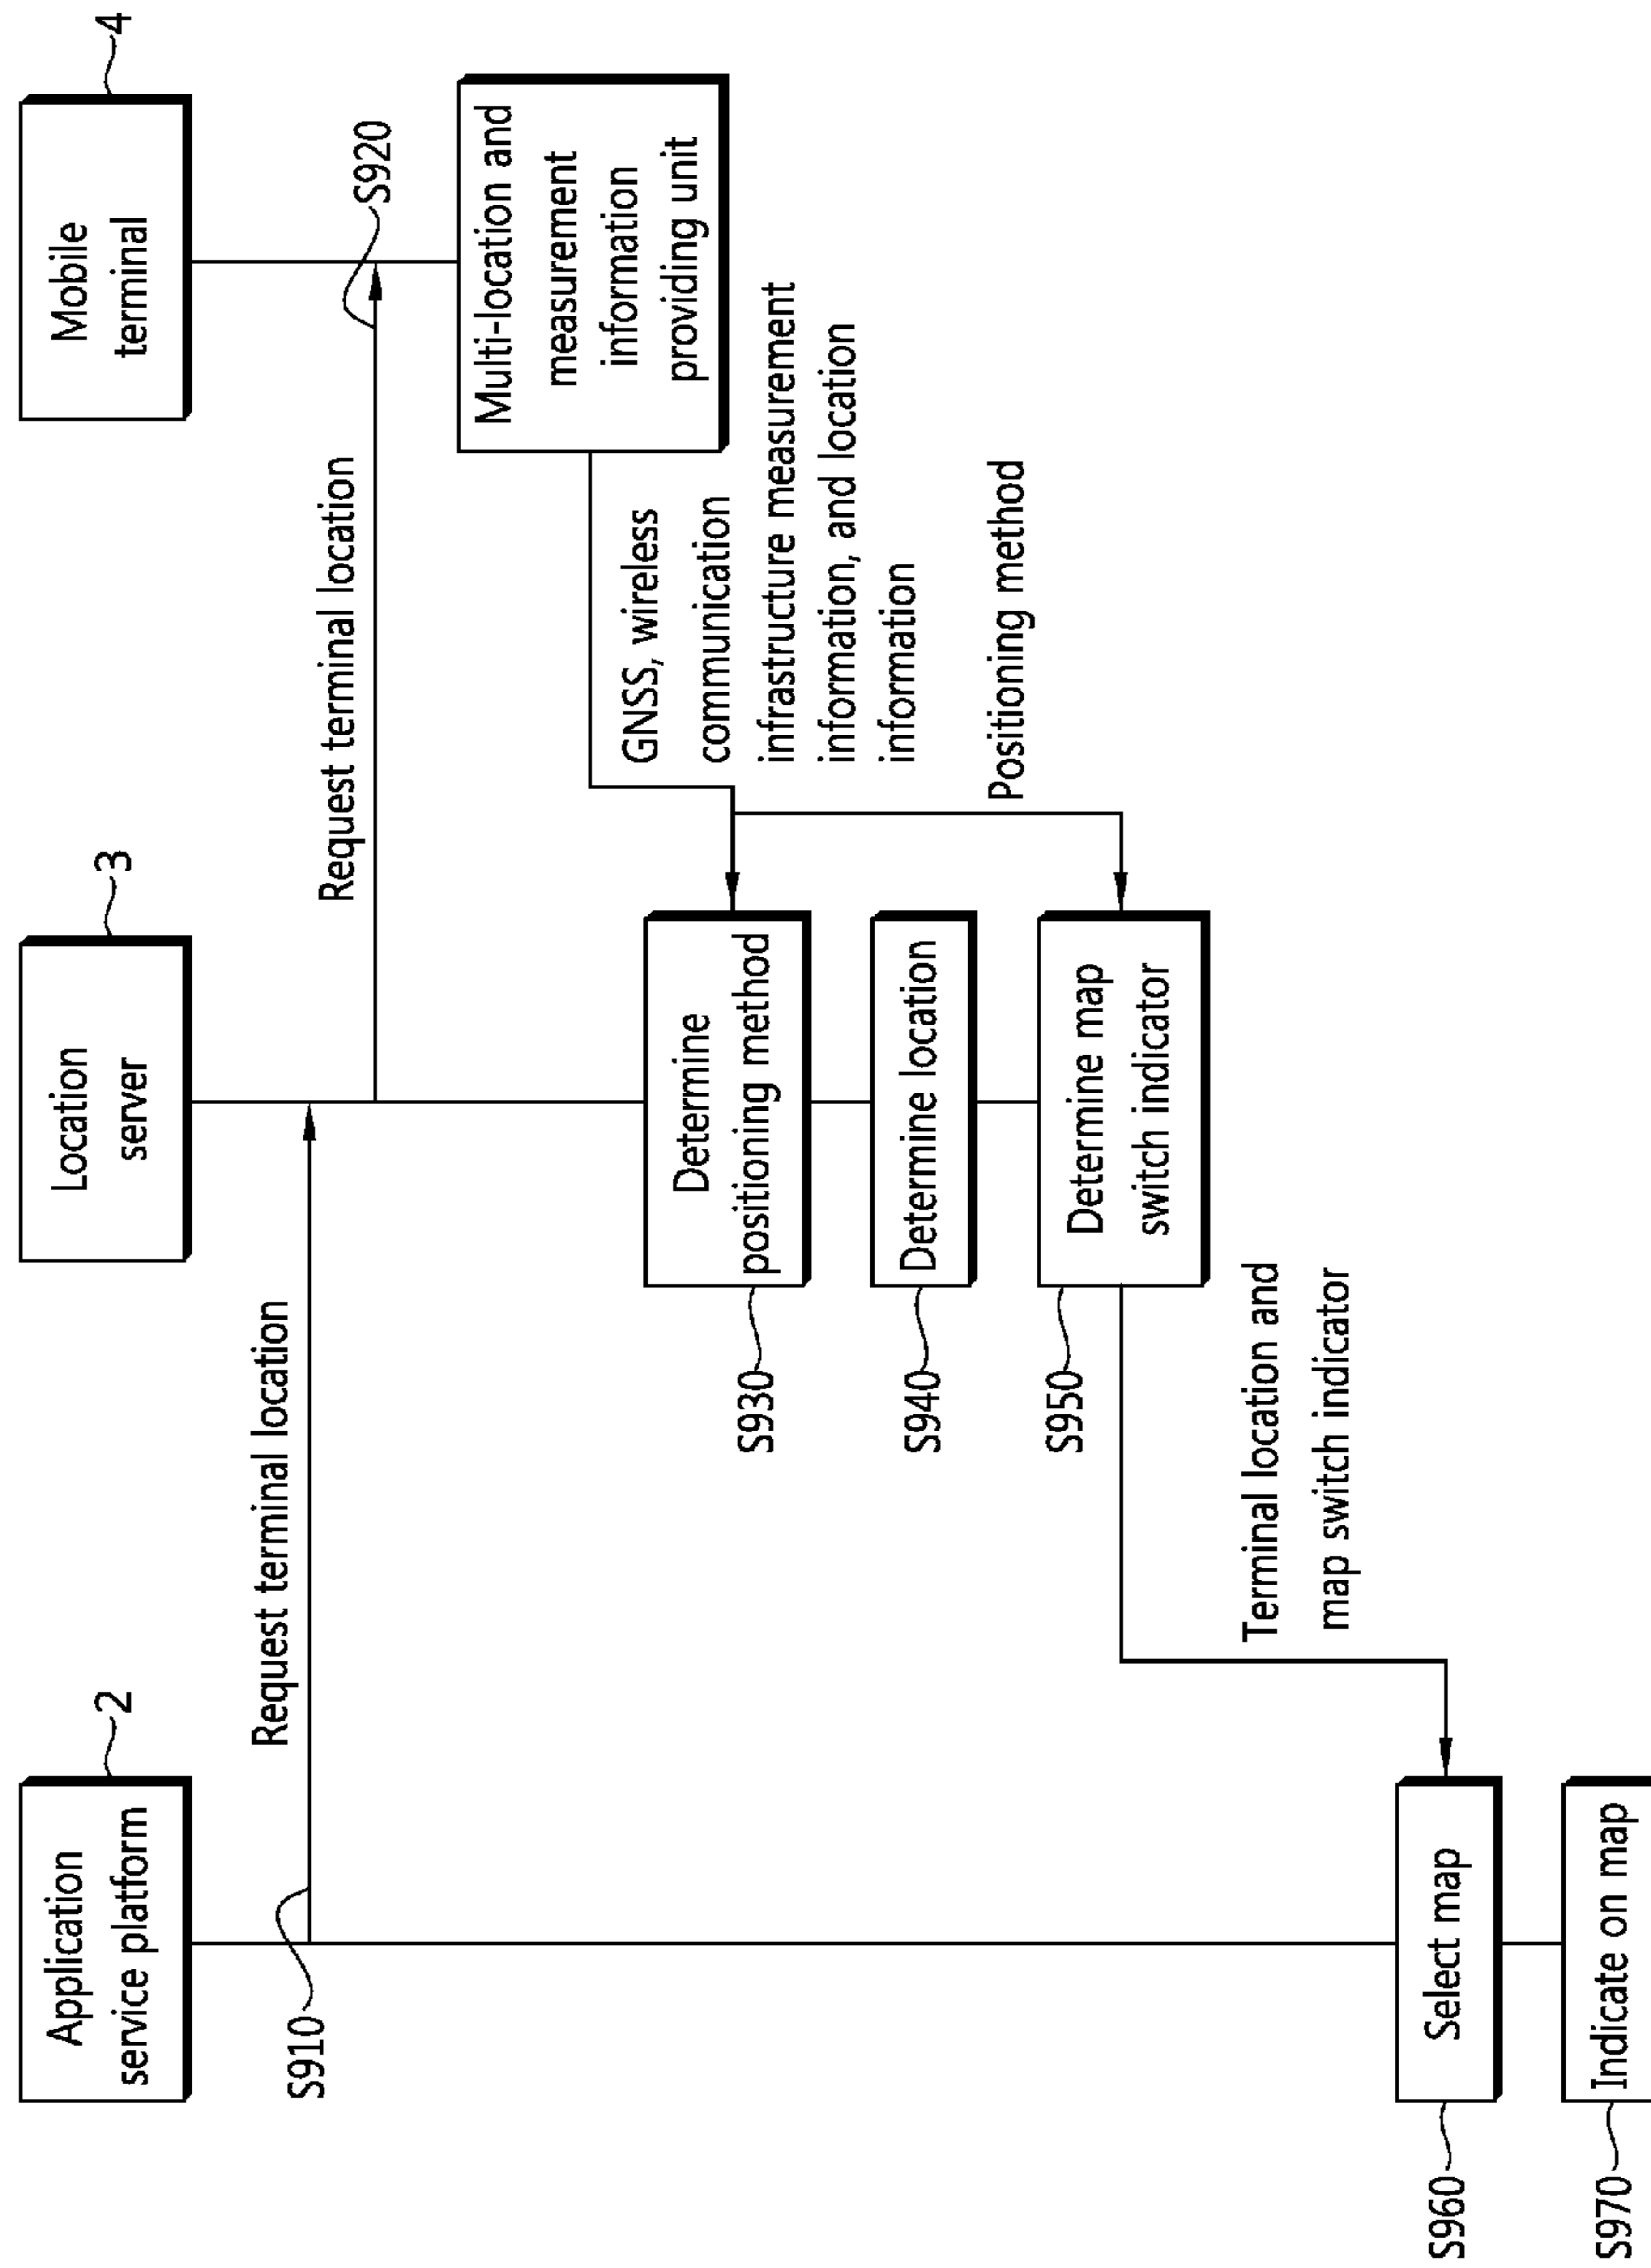 Application
service platform
2
Location
server
3
Mobile
terminal
4
S910
Request terminal location
Request terminal location
S920
Multi-location and
measurement
information
providing unit
GNSS, wireless
communication
infrastructure measurement
information, and location
information
Determine
positioning method
S930
Positioning method
Determine location
S940
Determine map
switch indicator
S950
Terminal location and
map switch indicator
Select map
S960
Indicate on map
S970